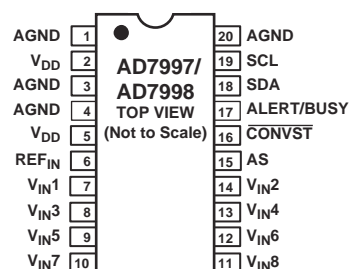 AGND 1 20 AGND
VDD 2 19 SCL
AGND 3 AD7997/ 18 SDA
AGND 4 AD7998 17 ALERT/BUSY
VDD 5 TOP VIEW 16 CONVST
REFIN 6 (Not to Scale) 15 AS
VIN1 7 14 VIN2
VIN3 8 13 VIN4
VIN5 9 12 VIN6
VIN7 10 11 VIN8